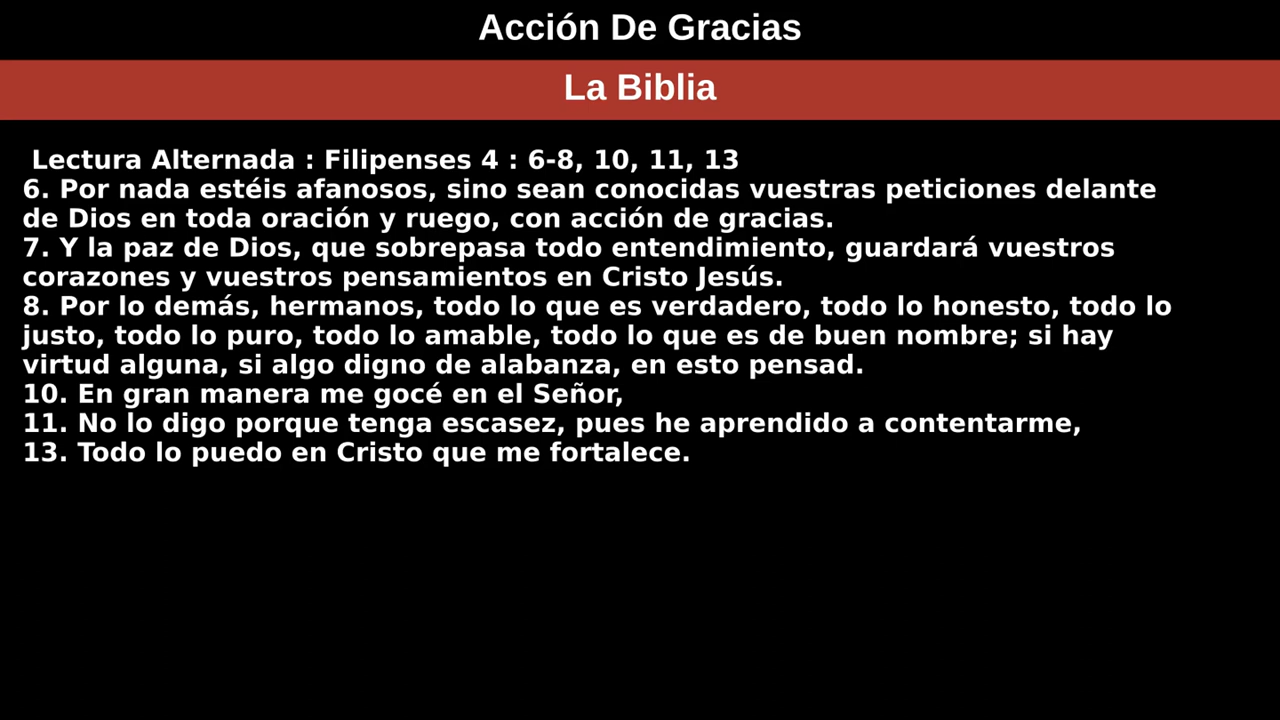 Acción De Gracias
La Biblia
Lectura Alternada : Filipenses 4 : 6-8, 10, 11, 13
6. Por nada estéis afanosos, sino sean conocidas vuestras peticiones delante
de Dios en toda oración y ruego, con acción de gracias.
7. Y la paz de Dios, que sobrepasa todo entendimiento, guardará vuestros
corazones y vuestros pensamientos en Cristo Jesús.
8. Por lo demás, hermanos, todo lo que es verdadero, todo lo honesto, todo lo
justo, todo lo puro, todo lo amable, todo lo que es de buen nombre; si hay
virtud alguna, si algo digno de alabanza, en esto pensad.
10. En gran manera me gocé en el Señor,
11. No lo digo porque tenga escasez, pues he aprendido a contentarme,
13. Todo lo puedo en Cristo que me fortalece.